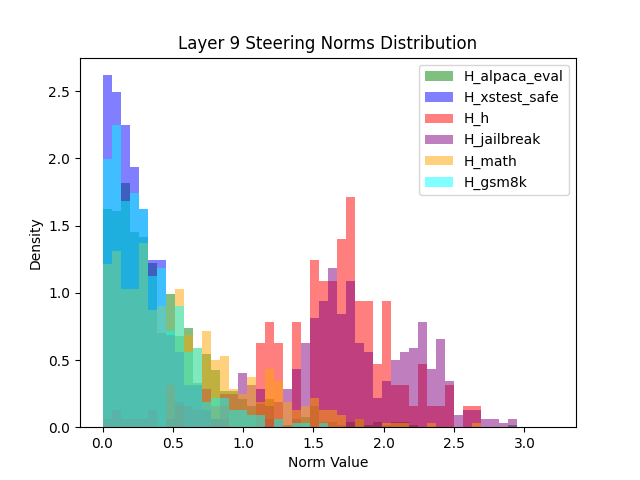 Layer 9 Steering Norms Distribution
H_alpaca_eval
H_xstest_safe
H_h
H_jailbreak
H_math
H_gsm8k
Density
2.5
2.0
1.5
1.0
0.5
0.0
0.0 0.5 1.0 1.5 2.0 2.5 3.0
Norm Value